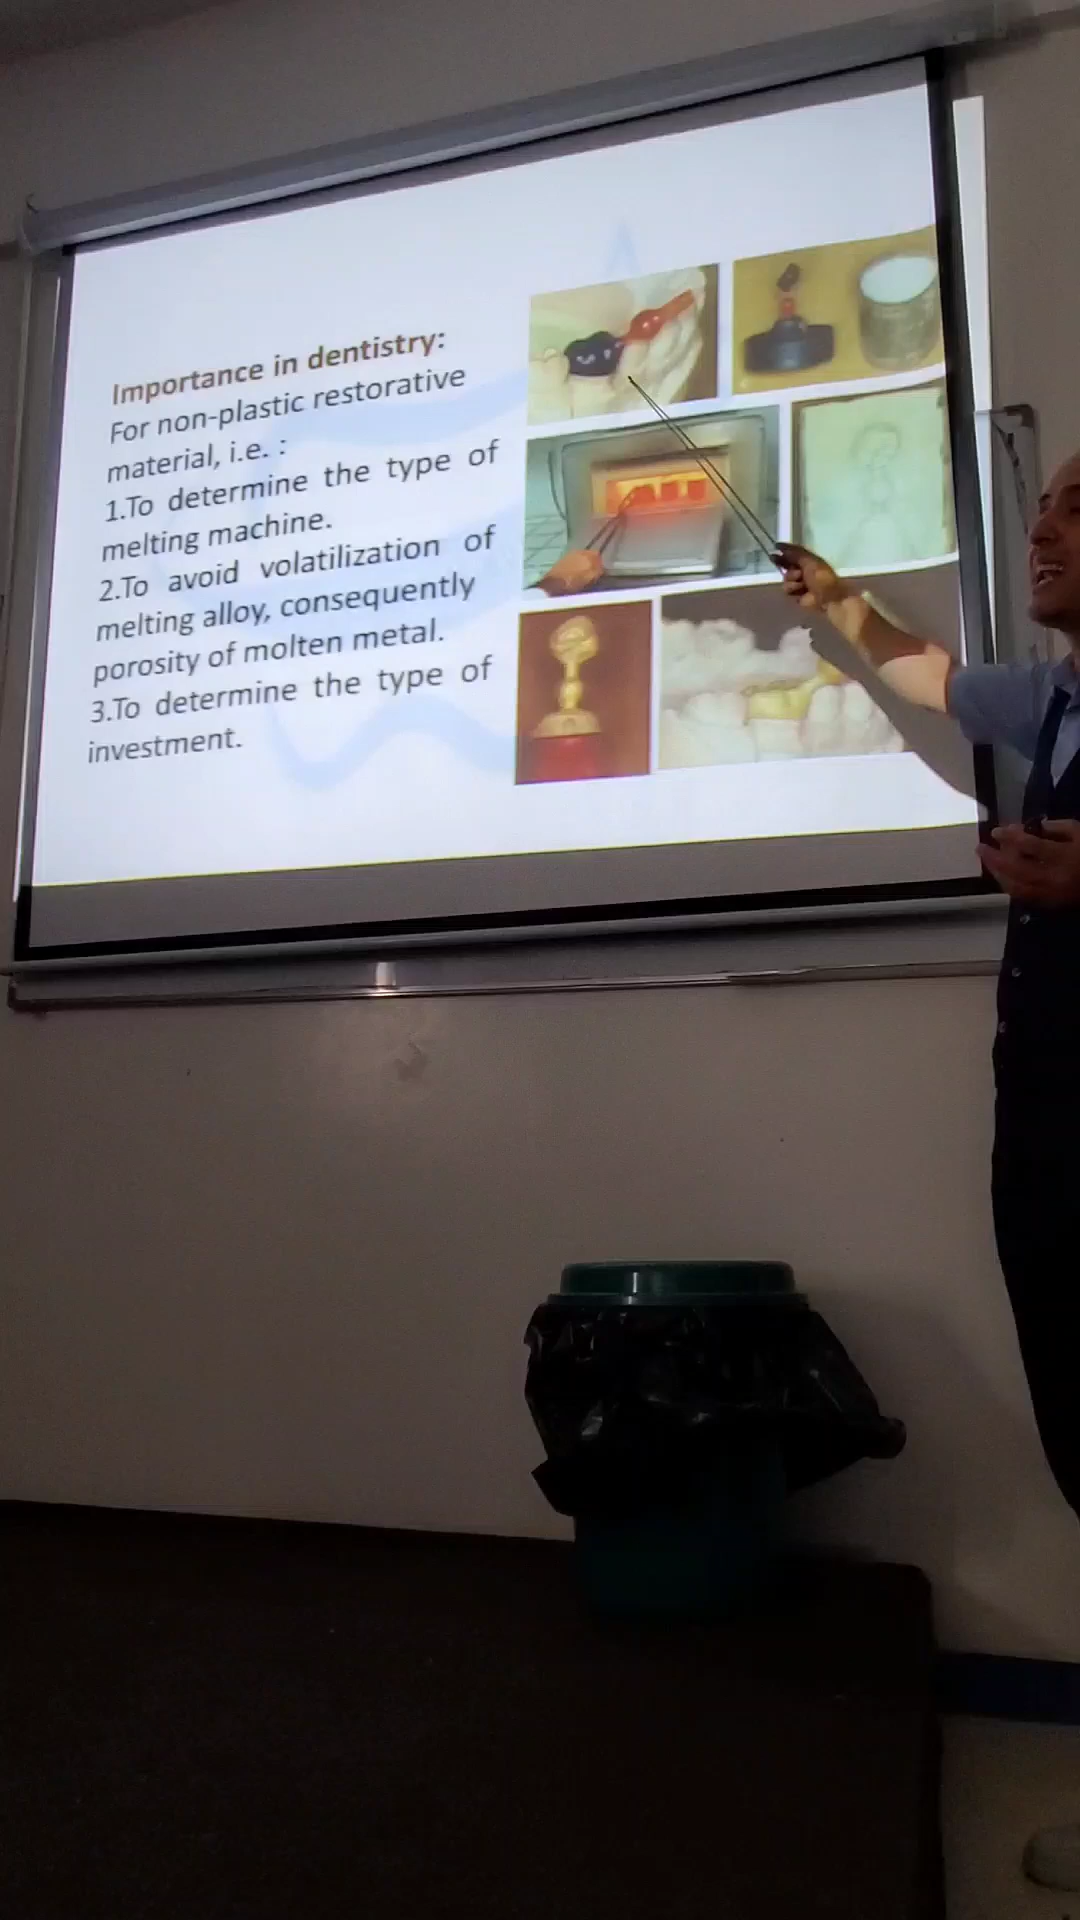 Importance in dentistry:
For non-plastic restorative
material, i.e. :
1.To determine the type of
melting machine.
2.To avoid volatilization of
melting alloy, consequently
porosity of molten metal.
3.To determine the type of
investment.